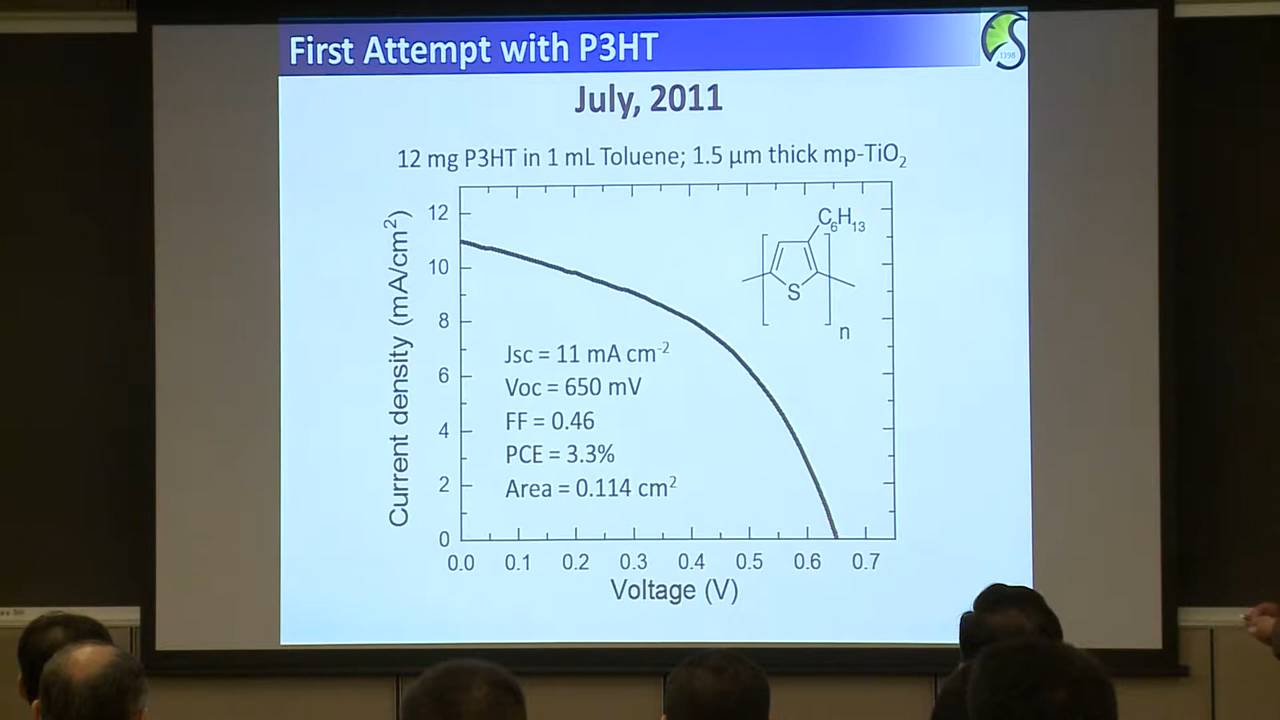 First Attempt with P3HT
1398
July, 2011
12 mg P3HT in 1 mL Toluene; 1.5 μm thick mp-TiO₂
Current density (mA/cm²)
12
10
8
6
4
2
0
C₆H₁₃
S
n
Jsc = 11 mA cm⁻²
Voc = 650 mV
FF = 0.46
PCE = 3.3%
Area = 0.114 cm²
0.0 0.1 0.2 0.3 0.4 0.5 0.6 0.7
Voltage (V)